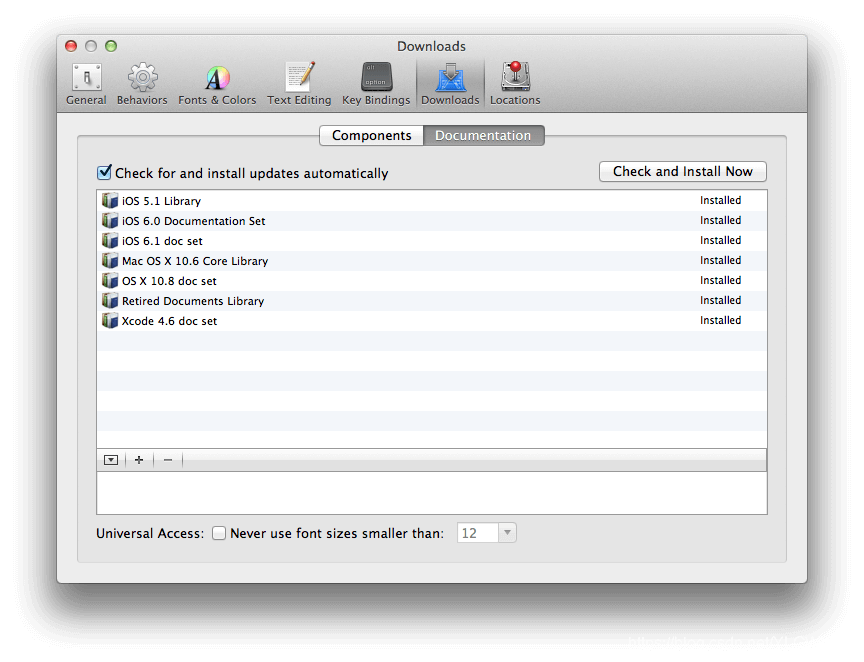 Downloads
alt
option
General Behaviors Fonts & Colors Text Editing Key Bindings Downloads Locations
Components Documentation
Check for and install updates automatically Check and Install Now
iOS 5.1 Library Installed
iOS 6.0 Documentation Set Installed
iOS 6.1 doc set Installed
Mac OS X 10.6 Core Library Installed
OS X 10.8 doc set Installed
Retired Documents Library Installed
Xcode 4.6 doc set Installed
Universal Access: Never use font sizes smaller than: 12